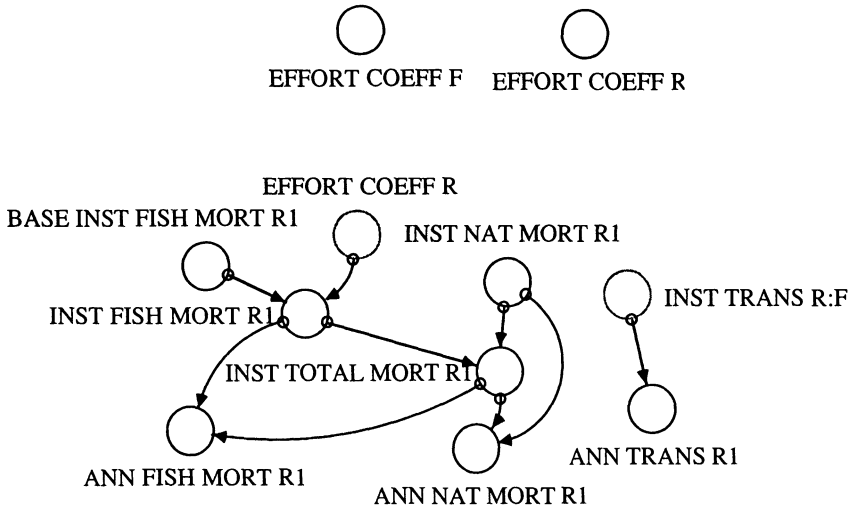 EFFORT COEFF F
EFFORT COEFF R
EFFORT COEFF R
BASE INST FISH MORT R1
INST NAT MORT R1
INST TRANS R:F
INST FISH MORT R1
INST TOTAL MORT R1
ANN TRANS R1
ANN FISH MORT R1
ANN NAT MORT R1